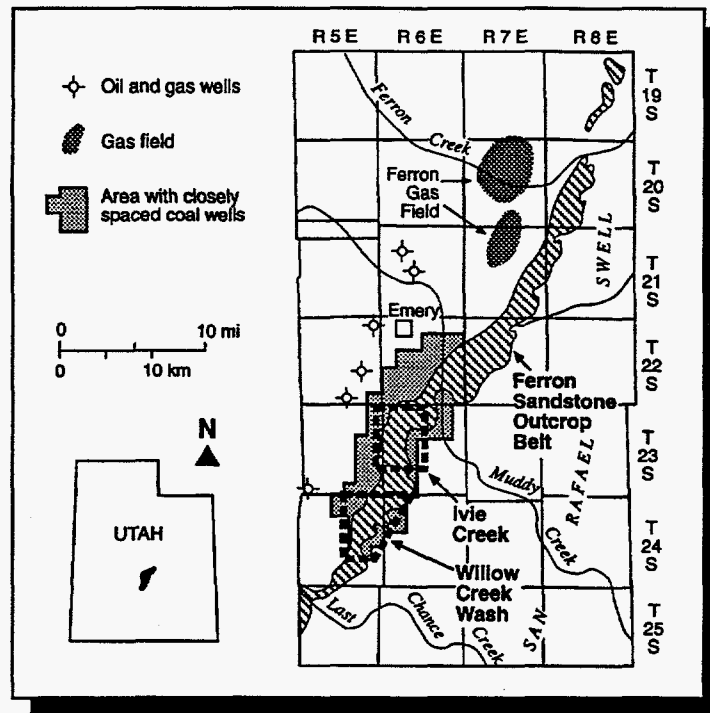 R5E R6E R7E R8E
Oil and gas wells
Gas field
Area with closely
spaced coal wells
0 10 mi
0 10 km
N
UTAH
Ferron
Creek
Ferron
Gas
Field
Emery
SWELL
Ferron
Sandstone
Outcrop
Belt
RAFAEL
Muddy
Creek
Ivie
Creek
Willow
Creek
Wash
SAN
Last
Chance
Creek
T
19
S
T
20
S
T
21
S
T
22
S
T
23
S
T
24
S
T
25
S